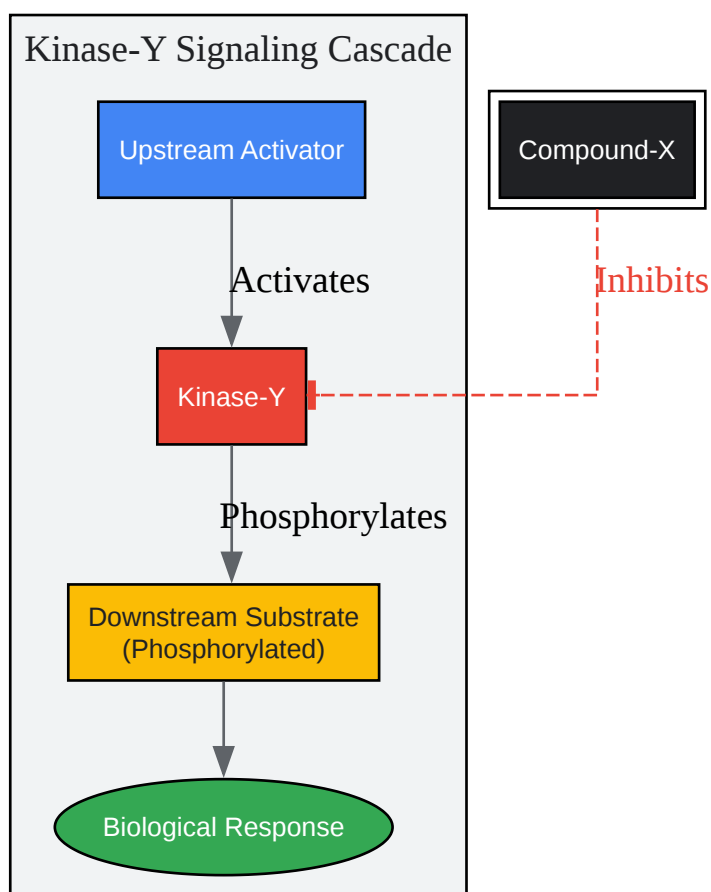 Kinase-Y Signaling Cascade
Upstream Activator
Compound-X
Activates
Inhibits
Kinase-Y
Phosphorylates
Downstream Substrate
(Phosphorylated)
Biological Response